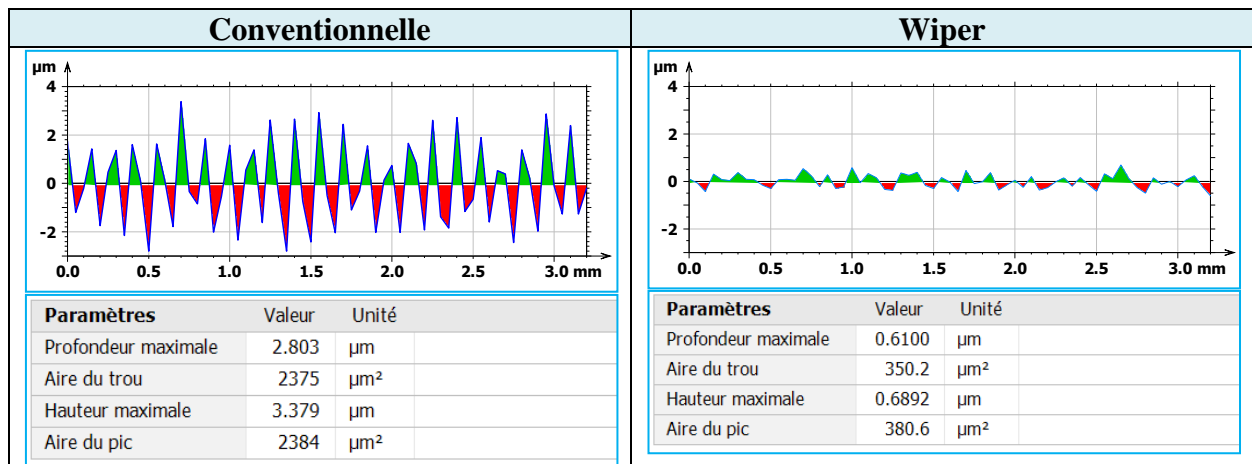 Conventionnelle
µm
4
2
0
-2
0.0 0.5 1.0 1.5 2.0 2.5 3.0 mm
Paramètres Valeur Unité
Profondeur maximale 2.803 µm
Aire du trou 2375 µm²
Hauteur maximale 3.379 µm
Aire du pic 2384 µm²
Wiper
µm
4
2
0
-2
0.0 0.5 1.0 1.5 2.0 2.5 3.0 mm
Paramètres Valeur Unité
Profondeur maximale 0.6100 µm
Aire du trou 350.2 µm²
Hauteur maximale 0.6892 µm
Aire du pic 380.6 µm²